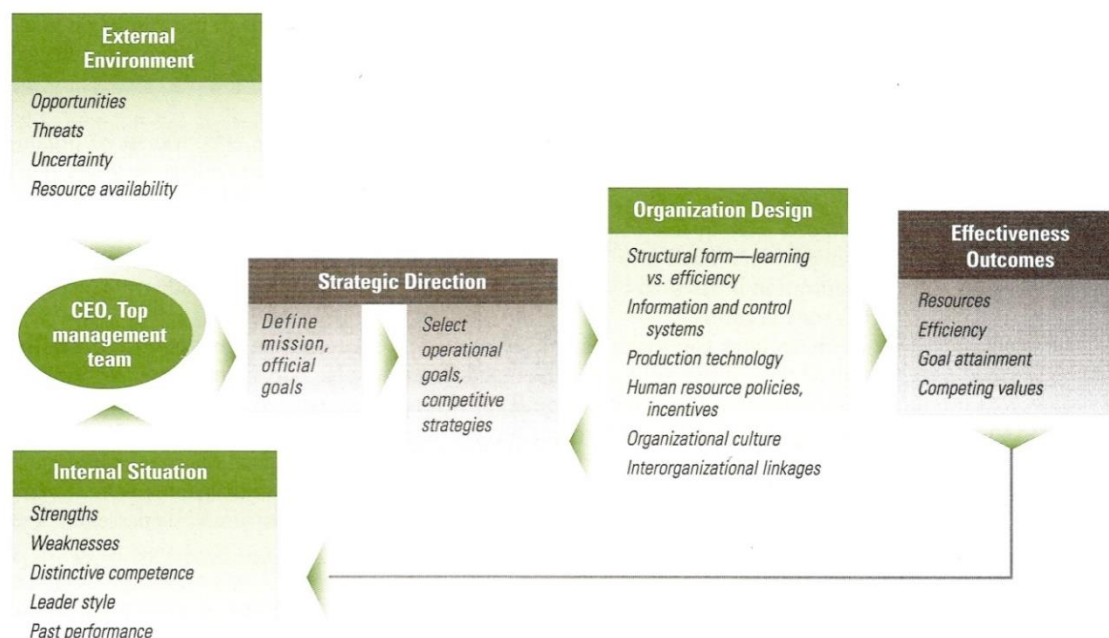 External
Environment
Opportunities
Threats
Uncertainty
Resource availability
CEO, Top
management
team
Strategic Direction
Define
mission,
official
goals
Select
operational
goals,
competitive
strategies
Organization Design
Structural form—learning
vs. efficiency
Information and control
systems
Production technology
Human resource policies,
incentives
Organizational culture
Interorganizational linkages
Effectiveness
Outcomes
Resources
Efficiency
Goal attainment
Competing values
Internal Situation
Strengths
Weaknesses
Distinctive competence
Leader style
Past performance